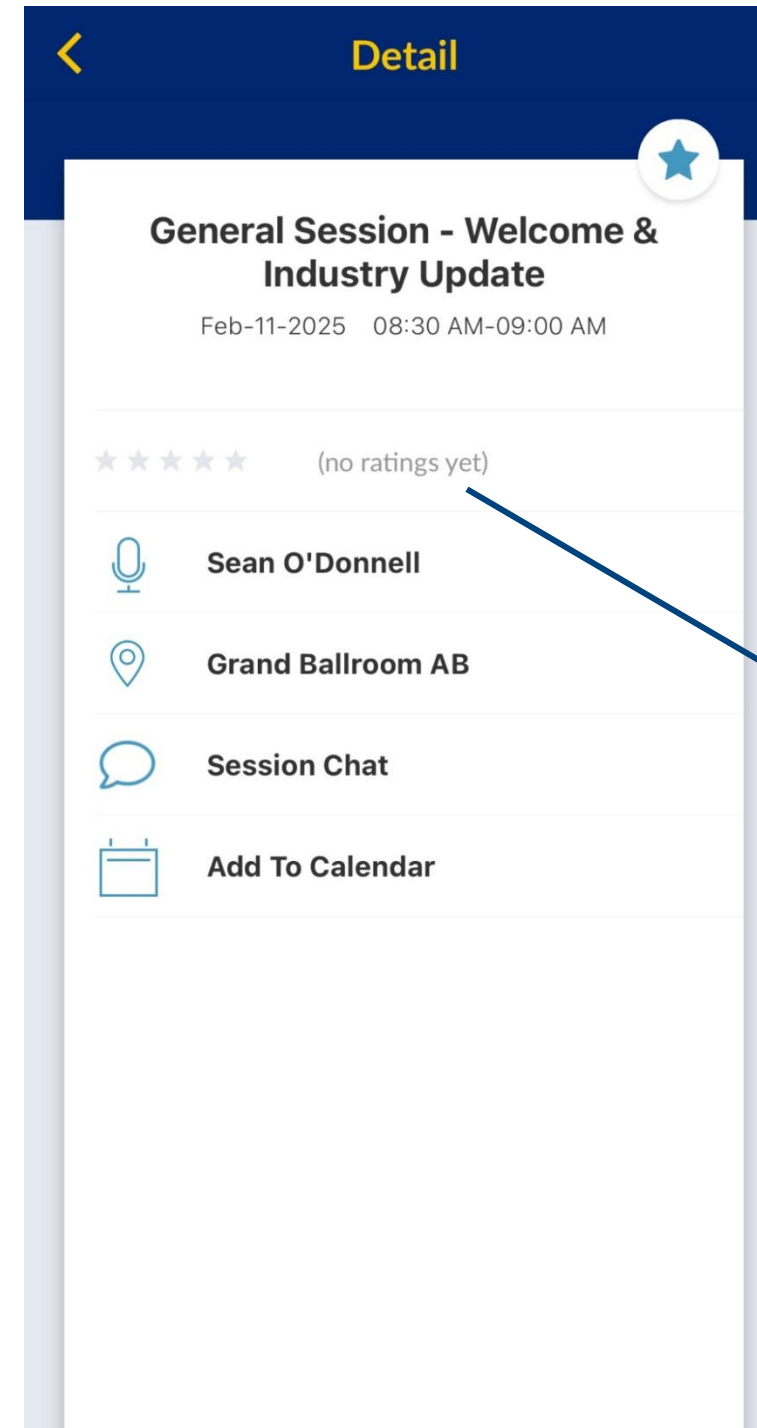 Detail
General Session - Welcome &
Industry Update
Feb-11-2025 08:30 AM-09:00 AM
(no ratings yet)
Sean O'Donnell
Grand Ballroom AB
Session Chat
Add To Calendar